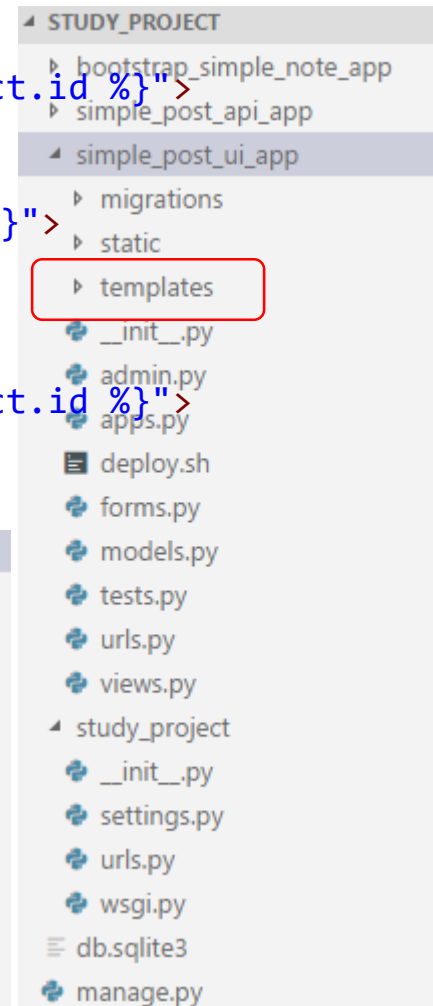 STUDY_PROJECT
bootstrap_simple_note_app
ct.id %}">
simple_post_api_app
simple_post_ui_app
migrations
}">
static
templates
__init__.py
admin.py
ct.id %}">
apps.py
deploy.sh
forms.py
models.py
tests.py
urls.py
views.py
study_project
__init__.py
settings.py
urls.py
wsgi.py
db.sqlite3
manage.py